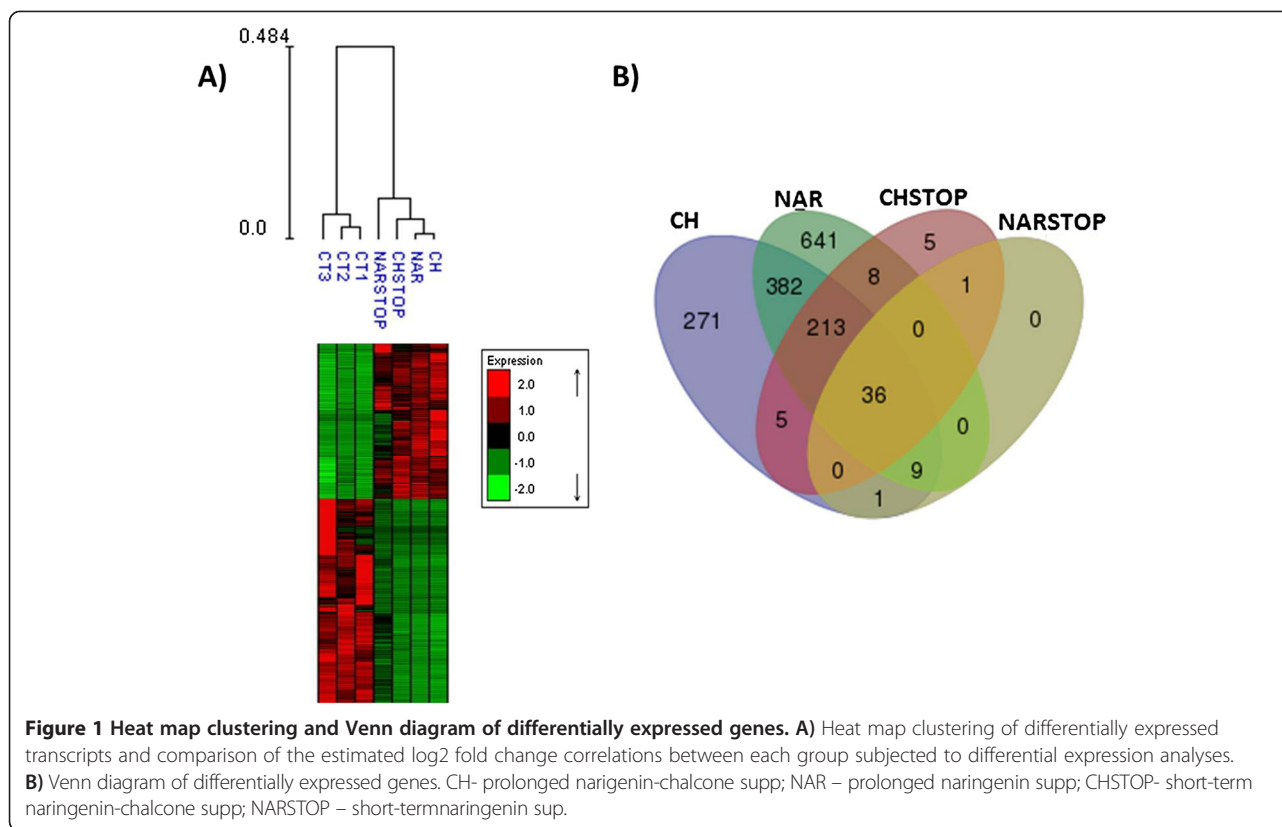 0.484
A)
0.0
CT3
CT2
CT1
NARSTOP
CHSTOP
NAR
CH
Expression
2.0
1.0
0.0
-1.0
-2.0
B)
CH
NAR
CHSTOP
NARSTOP
641
5
382
8
1
271
213
0
0
36
5
0
0
9
1
Figure 1 Heat map clustering and Venn diagram of differentially expressed genes. A) Heat map clustering of differentially expressed
transcripts and comparison of the estimated log2 fold change correlations between each group subjected to differential expression analyses.
B) Venn diagram of differentially expressed genes. CH- prolonged narigenin-chalcone supp; NAR – prolonged naringenin supp; CHSTOP- short-term
naringenin-chalcone supp; NARSTOP – short-termnaringenin sup.